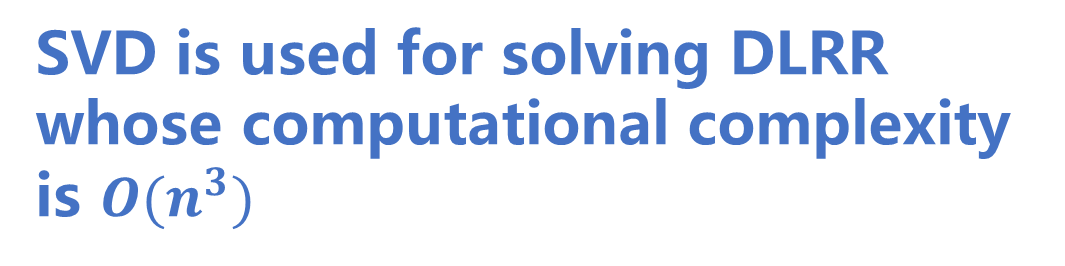 SVD is used for solving DLRR
whose computational complexity
is O(n³)